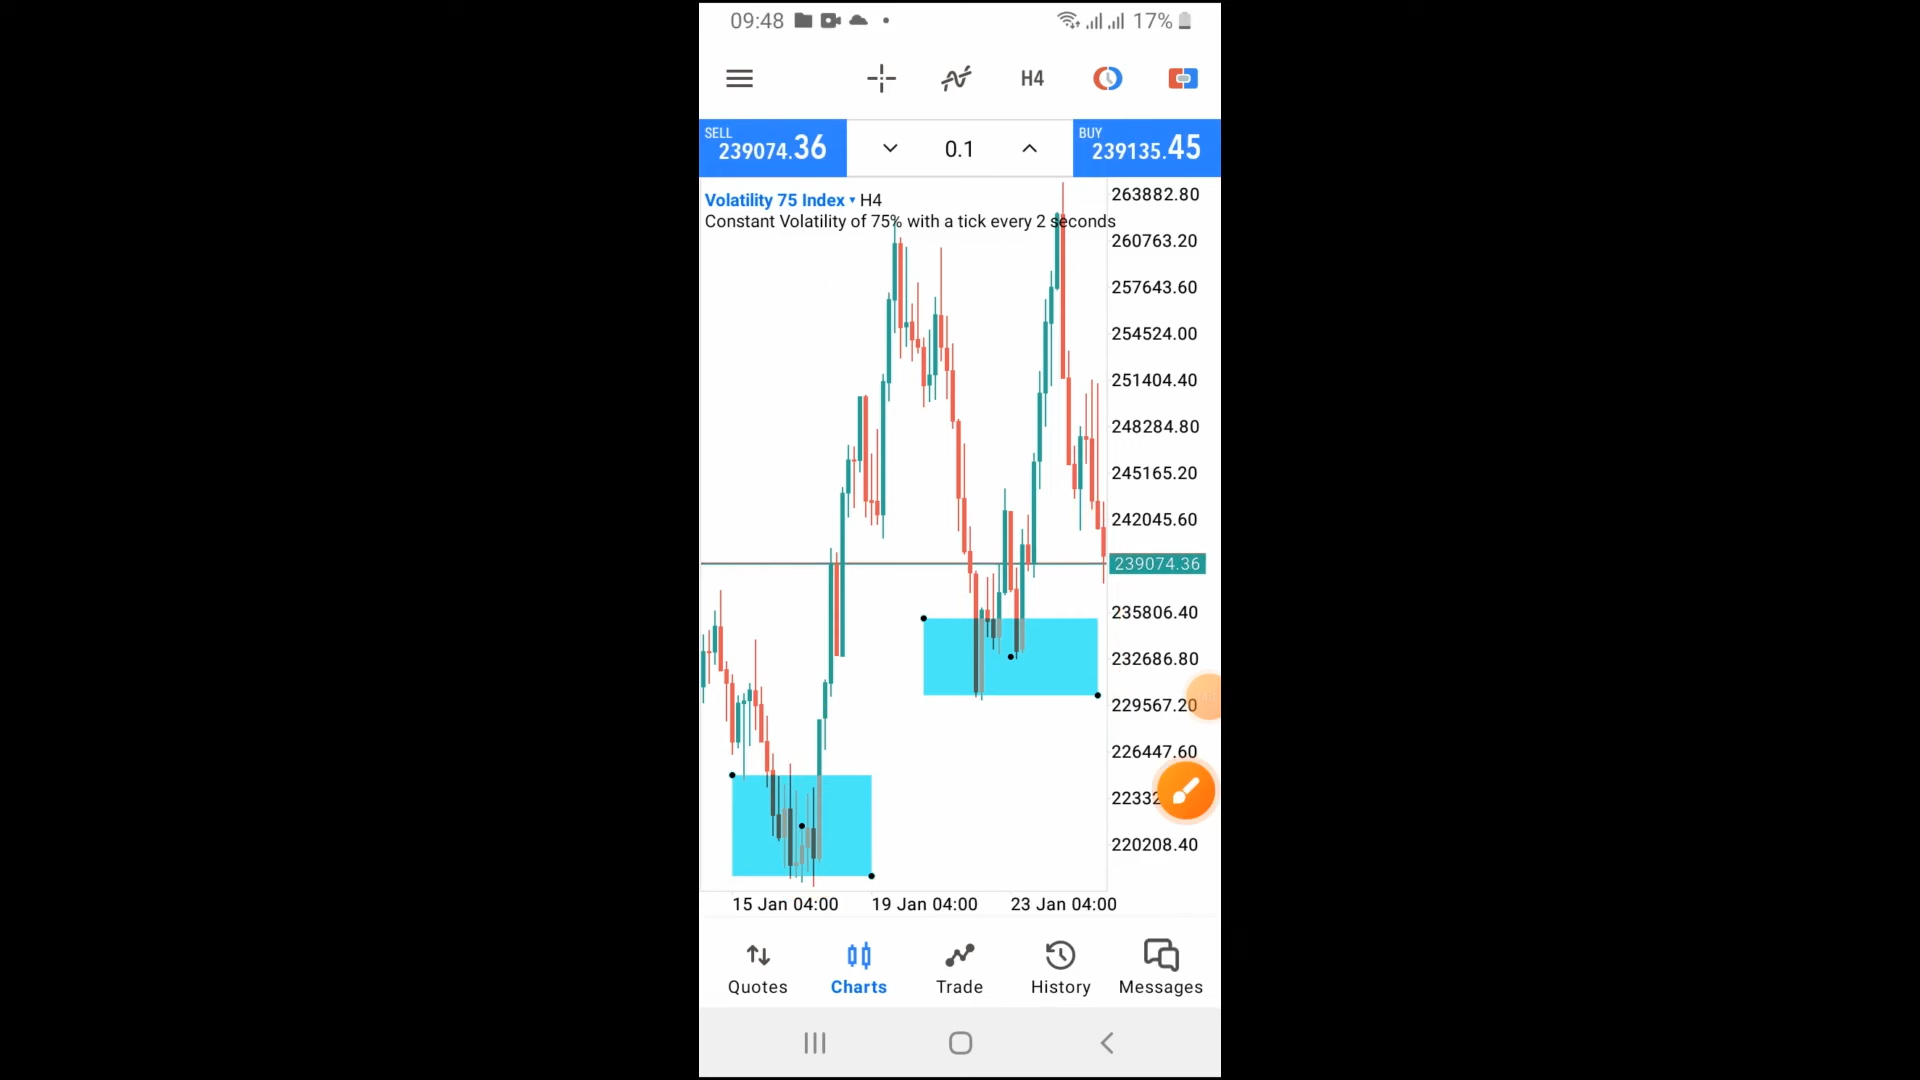 09:48 17%
H4
SELL BUY
239074.36 0.1 239135.45
Volatility 75 Index H4
Constant Volatility of 75% with a tick every 2 seconds
263882.80
260763.20
257643.60
254524.00
251404.40
248284.80
245165.20
242045.60
239074.36
235806.40
232686.80
229567.20
226447.60
22332
220208.40
15 Jan 04:00 19 Jan 04:00 23 Jan 04:00
Quotes Charts Trade History Messages